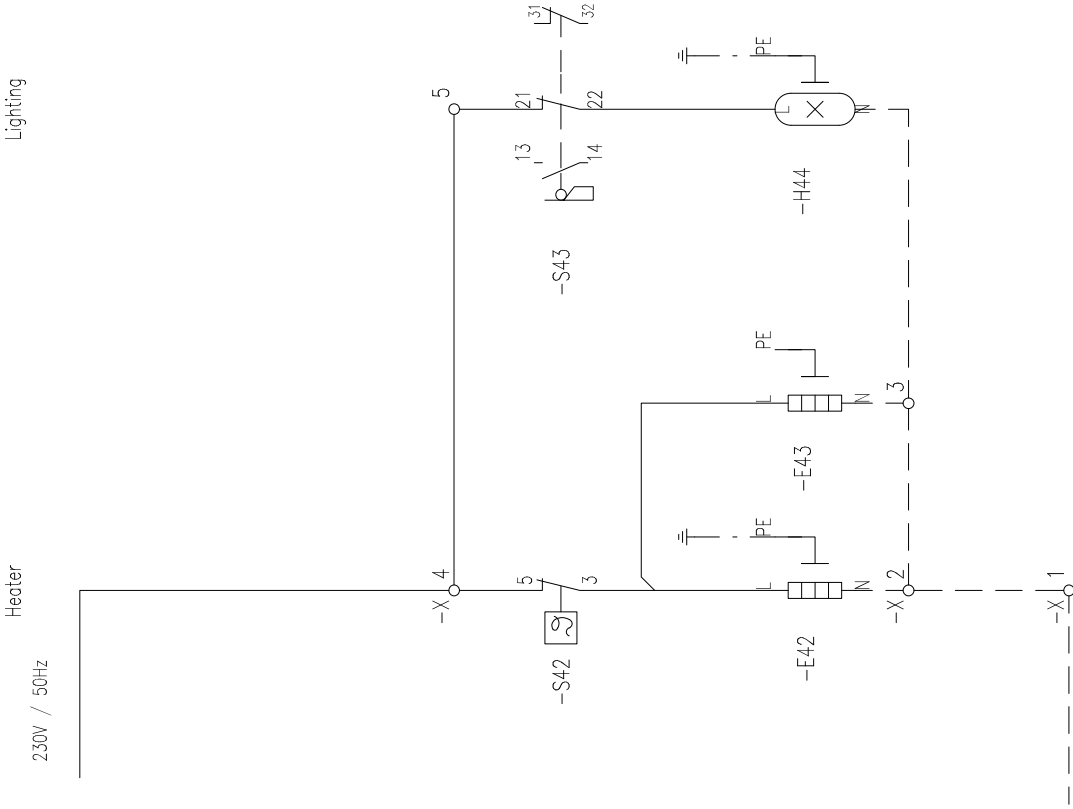 230V / 50Hz
Heater
Lighting
-X 4
5
5
3
-S42
13
14
21
22
31
32
-S43
L
N
PE
-E42
L
N
PE
-E43
L
N
PE
-H44
-X 2
3
-X 1